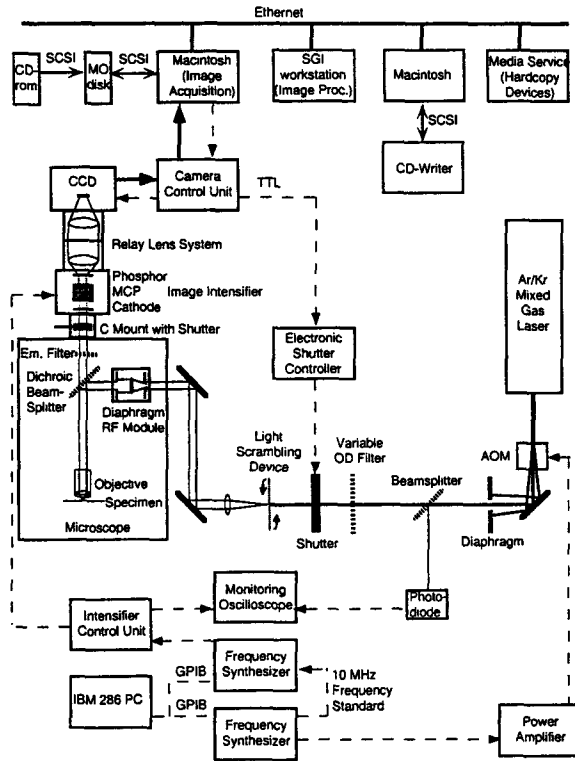 Ethernet
CD-
rom
SCSI
MO
disk
SCSI
Macintosh
(Image
Acquisition)
SGI
workstation
(Image Proc.)
Macintosh
Media Service
(Hardcopy
Devices)
SCSI
CD-Writer
CCD
Camera
Control Unit
TTL
Relay Lens System
Phosphor
MCP
Cathode
Image Intensifier
C Mount with Shutter
Em. Filter
Dichroic
Beam-
Splitter
Diaphragm
RF Module
Objective
Specimen
Microscope
Electronic
Shutter
Controller
Ar/Kr
Mixed
Gas
Laser
Light
Scrambling
Device
Variable
OD Filter
Beamsplitter
AOM
Shutter
Diaphragm
Photo-
diode
Monitoring
Oscilloscope
Intensifier
Control Unit
Frequency
Synthesizer
GPIB
10 MHz
Frequency
Standard
IBM 286 PC
GPIB
Frequency
Synthesizer
Power
Amplifier